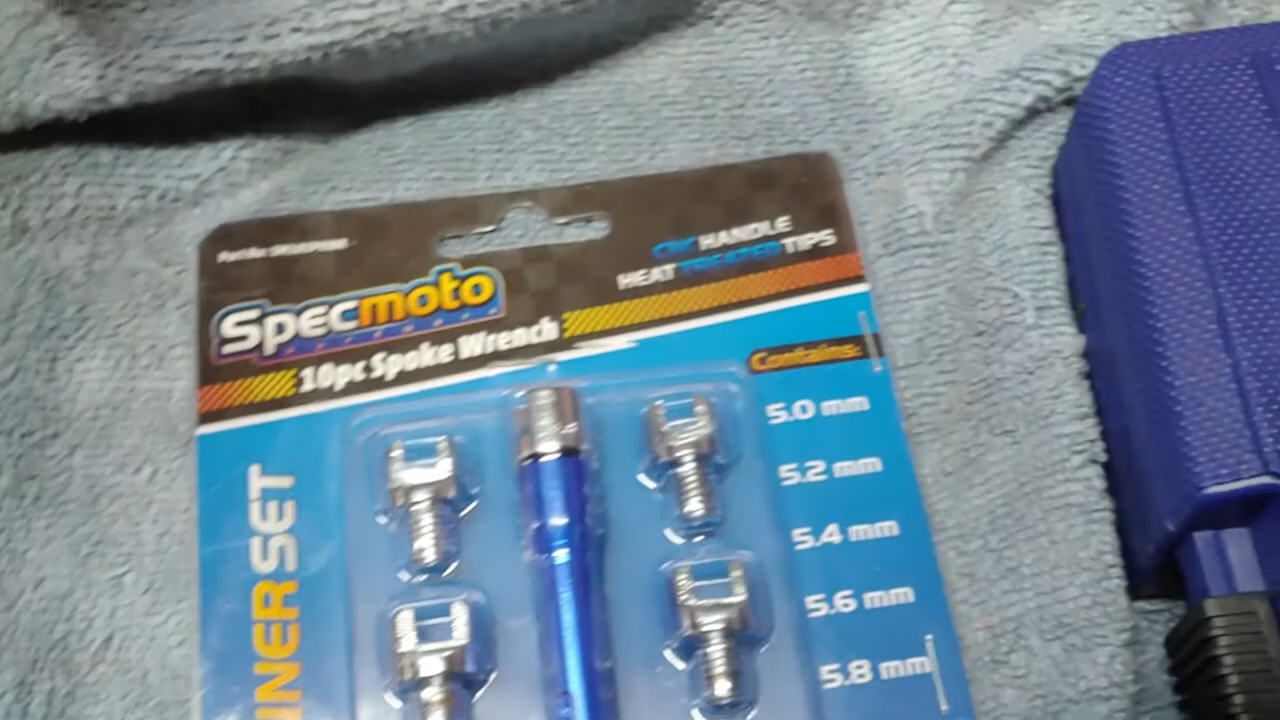 CNC HANDLE
HEAT TREATED TIPS
Specmoto
10pc Spoke Wrench
Contains:
5.0 mm
5.2 mm
5.4 mm
5.6 mm
5.8 mm
INER SET